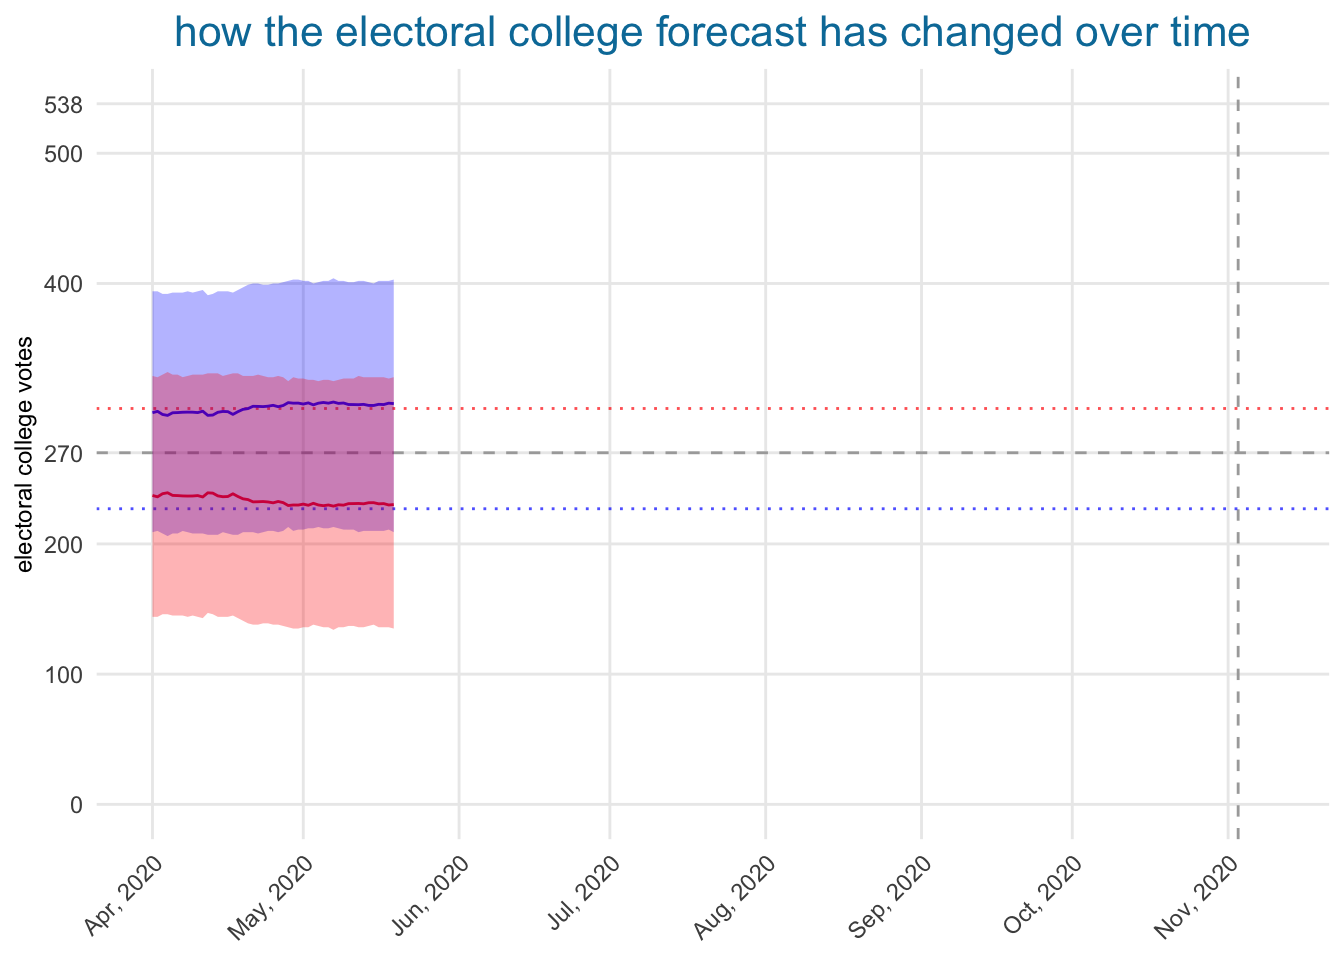 how the electoral college forecast has changed over time
538
500
400
270
200
100
0
electoral college votes
Apr, 2020
May, 2020
Jun, 2020
Jul, 2020
Aug, 2020
Sep, 2020
Oct, 2020
Nov, 2020